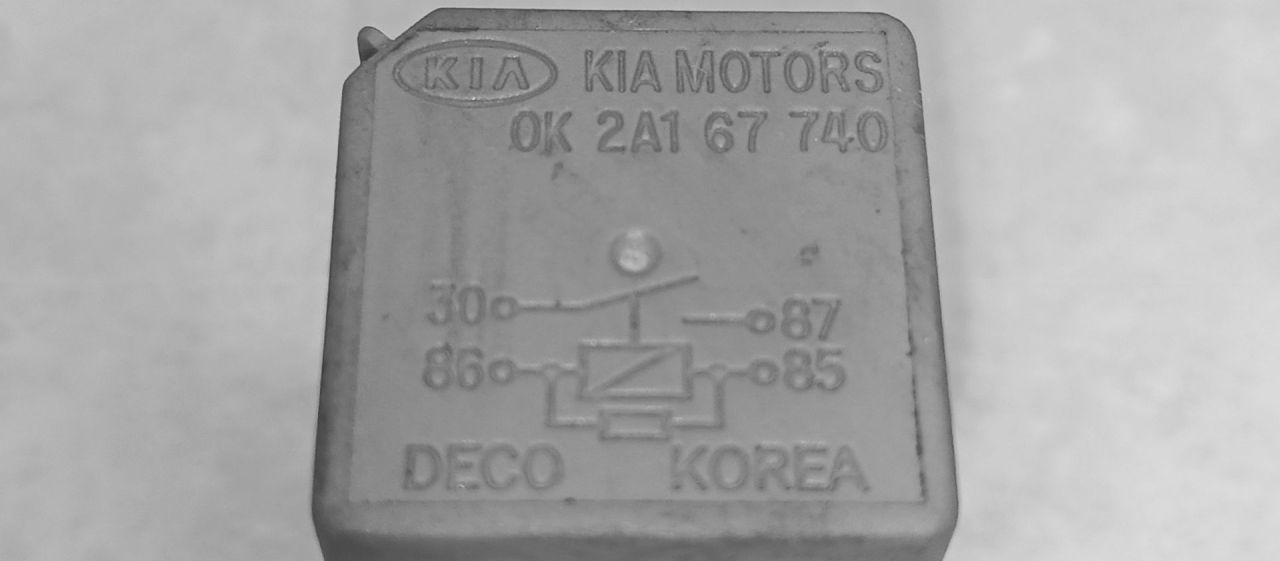 KIA KIA MOTORS
0K 2A1 67 740
30 87
86 85
DECO KOREA